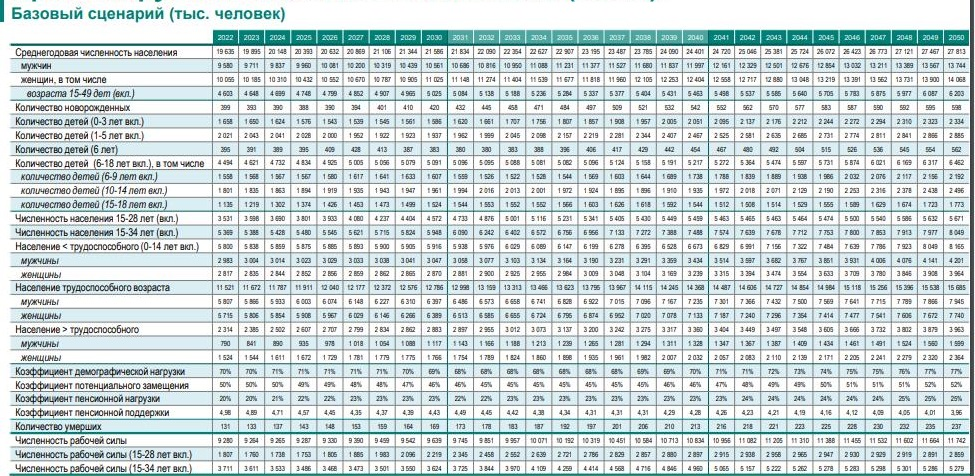 Базовый сценарий (тыс. человек)
2022 2023 2024 2025 2026 2027 2028 2029 2030 2031 2032 2033 2034 2035 2036 2037 2038 2039 2040 2041 2042 2043 2044 2045 2046 2047 2048 2049 2050
Среднегодовая численность населения 19 635 19 895 20 148 20 393 20 632 20 869 21 106 21 344 21 586 21 834 22 090 22 354 22 627 22 907 23 195 23 487 23 785 24 090 24 401 24 720 25 046 25 381 25 724 26 072 26 423 26 773 27 121 27 467 27 813
мужчин 9 580 9 711 9 837 9 960 10 081 10 200 10 319 10 439 10 561 10 686 10 816 10 950 11 088 11 231 11 377 11 527 11 680 11 837 11 997 12 161 12 329 12 501 12 676 12 854 13 032 13 211 13 389 13 567 13 744
женщин, в том числе 10 055 10 185 10 310 10 432 10 552 10 670 10 787 10 905 11 025 11 148 11 274 11 404 11 539 11 677 11 818 11 960 12 105 12 253 12 404 12 558 12 717 12 880 13 048 13 219 13 391 13 562 13 731 13 900 14 068
возраста 15-49 лет (вкл.) 4 603 4 648 4 699 4 748 4 799 4 852 4 907 4 965 5 025 5 084 5 138 5 188 5 236 5 284 5 337 5 377 5 404 5 431 5 463 5 498 5 537 5 585 5 640 5 705 5 783 5 875 5 977 6 087 6 203
Количество новорожденных 399 393 390 388 390 394 401 410 420 432 445 458 471 484 497 509 521 532 542 552 562 570 577 583 587 590 592 595 598
Количество детей (0-3 лет вкл.) 1 658 1 650 1 624 1 576 1 543 1 539 1 545 1 561 1 586 1 620 1 661 1 707 1 756 1 807 1 857 1 908 1 957 2 005 2 051 2 095 2 137 2 176 2 212 2 244 2 272 2 294 2 310 2 323 2 334
Количество детей (1-5 лет вкл.) 2 021 2 043 2 041 2 028 2 000 1 952 1 922 1 923 1 937 1 962 1 999 2 045 2 098 2 157 2 219 2 281 2 344 2 407 2 467 2 525 2 581 2 635 2 685 2 731 2 774 2 811 2 841 2 866 2 885
Количество детей (6 лет) 395 391 389 395 409 428 413 387 383 380 380 383 388 396 406 417 429 442 454 467 480 492 504 515 526 536 545 554 562
Количество детей (6-18 лет вкл.), в том числе 4 494 4 621 4 732 4 834 4 925 5 005 5 056 5 079 5 091 5 096 5 095 5 088 5 081 5 082 5 096 5 124 5 158 5 191 5 217 5 272 5 364 5 474 5 597 5 731 5 874 6 021 6 169 6 317 6 462
количество детей (6-9 лет вкл.) 1 558 1 568 1 567 1 567 1 580 1 617 1 641 1 633 1 607 1 559 1 526 1 522 1 528 1 544 1 569 1 603 1 644 1 689 1 738 1 788 1 839 1 889 1 938 1 986 2 032 2 076 2 117 2 156 2 192
количество детей (10-14 лет вкл.) 1 801 1 835 1 863 1 894 1 919 1 935 1 943 1 947 1 961 1 994 2 016 2 013 2 001 1 972 1 924 1 895 1 896 1 910 1 935 1 972 2 018 2 071 2 129 2 190 2 253 2 316 2 378 2 438 2 496
количество детей (15-18 лет вкл.) 1 135 1 219 1 302 1 374 1 426 1 453 1 473 1 499 1 524 1 544 1 553 1 552 1 552 1 566 1 603 1 626 1 618 1 592 1 544 1 512 1 508 1 514 1 529 1 555 1 589 1 629 1 674 1 723 1 773
Численность населения 15-28 лет (вкл.) 3 531 3 598 3 690 3 801 3 933 4 080 4 237 4 404 4 572 4 733 4 876 5 001 5 116 5 231 5 341 5 405 5 430 5 449 5 459 5 463 5 465 5 463 5 464 5 474 5 500 5 540 5 586 5 632 5 671
Численность населения 15-34 лет (вкл.) 5 369 5 388 5 428 5 480 5 545 5 621 5 715 5 824 5 948 6 090 6 242 6 402 6 572 6 756 6 956 7 133 7 272 7 388 7 488 7 574 7 639 7 678 7 712 7 753 7 800 7 853 7 913 7 977 8 049
Население < трудоспособного (0-14 лет вкл.) 5 800 5 838 5 859 5 875 5 885 5 893 5 900 5 905 5 916 5 938 5 976 6 029 6 089 6 147 6 199 6 278 6 395 6 528 6 673 6 829 6 991 7 156 7 322 7 484 7 639 7 786 7 923 8 049 8 165
мужчины 2 983 3 004 3 014 3 023 3 029 3 033 3 038 3 041 3 047 3 058 3 077 3 103 3 134 3 164 3 190 3 231 3 291 3 359 3 434 3 514 3 597 3 682 3 767 3 851 3 931 4 006 4 076 4 141 4 201
женщины 2 817 2 835 2 844 2 852 2 856 2 859 2 862 2 865 2 870 2 881 2 900 2 925 2 955 2 984 3 009 3 048 3 104 3 169 3 239 3 315 3 394 3 474 3 554 3 633 3 709 3 780 3 846 3 908 3 964
Население трудоспособного возраста 11 521 11 672 11 787 11 911 12 040 12 177 12 372 12 576 12 786 12 998 13 159 13 313 13 466 13 623 13 795 13 967 14 115 14 245 14 368 14 487 14 606 14 727 14 854 14 984 15 118 15 256 15 396 15 538 15 685
мужчины 5 807 5 866 5 933 6 003 6 074 6 148 6 227 6 310 6 397 6 486 6 573 6 658 6 741 6 828 6 922 7 015 7 096 7 167 7 235 7 301 7 366 7 432 7 500 7 569 7 641 7 715 7 789 7 866 7 945
женщины 5 715 5 806 5 854 5 908 5 967 6 029 6 146 6 266 6 389 6 513 6 585 6 655 6 724 6 795 6 874 6 952 7 020 7 078 7 133 7 187 7 240 7 296 7 354 7 414 7 477 7 541 7 606 7 672 7 740
Население > трудоспособного 2 314 2 385 2 502 2 607 2 707 2 799 2 834 2 862 2 883 2 897 2 955 3 012 3 073 3 137 3 200 3 242 3 275 3 317 3 360 3 404 3 449 3 497 3 548 3 605 3 666 3 732 3 802 3 879 3 963
мужчины 790 841 890 935 978 1 018 1 054 1 088 1 117 1 143 1 166 1 188 1 213 1 239 1 265 1 281 1 294 1 311 1 328 1 347 1 367 1 387 1 409 1 434 1 461 1 491 1 524 1 560 1 599
женщины 1 524 1 544 1 611 1 672 1 729 1 781 1 779 1 775 1 766 1 754 1 789 1 824 1 860 1 898 1 935 1 961 1 982 2 007 2 032 2 057 2 083 2 110 2 139 2 171 2 205 2 241 2 279 2 320 2 364
Коэффициент демографической нагрузки 70% 70% 71% 71% 71% 71% 71% 70% 69% 68% 68% 68% 68% 68% 68% 68% 69% 69% 70% 71% 71% 72% 73% 74% 75% 75% 76% 77% 77%
Коэффициент потенциального замещения 50% 50% 50% 49% 49% 48% 48% 47% 46% 46% 45% 45% 45% 45% 45% 45% 45% 46% 46% 47% 48% 49% 49% 50% 51% 51% 51% 52% 52%
Коэффициент пенсионной нагрузки 20% 20% 21% 22% 22% 23% 23% 23% 23% 22% 22% 23% 23% 23% 23% 23% 23% 23% 23% 23% 24% 24% 24% 24% 24% 24% 25% 25% 25%
Коэффициент пенсионной поддержки 4,98 4,89 4,71 4,57 4,45 4,35 4,37 4,39 4,43 4,49 4,45 4,42 4,38 4,34 4,31 4,31 4,31 4,29 4,28 4,26 4,23 4,21 4,19 4,16 4,12 4,09 4,05 4,01 3,96
Количество умерших 131 133 137 143 148 153 159 164 169 173 178 183 187 192 197 201 206 210 213 216 218 221 223 225 228 230 232 235 238
Численность рабочей силы 9 280 9 264 9 265 9 287 9 330 9 390 9 459 9 542 9 639 9 745 9 851 9 957 10 071 10 192 10 319 10 451 10 584 10 713 10 834 10 956 11 082 11 205 11 310 11 388 11 455 11 532 11 602 11 664 11 742
Численность рабочей силы (15-28 лет вкл.) 1 807 1 760 1 738 1 753 1 805 1 885 1 983 2 096 2 219 2 345 2 458 2 552 2 639 2 721 2 786 2 829 2 857 2 880 2 897 2 915 2 938 2 958 2 965 2 947 2 930 2 929 2 925 2 917 2 859
Численность рабочей силы (15-34 лет вкл.) 3 711 3 611 3 533 3 486 3 468 3 473 3 501 3 550 3 624 3 725 3 844 3 970 4 109 4 259 4 414 4 568 4 716 4 846 4 960 5 065 5 157 5 222 5 262 5 278 5 283 5 295 5 293 5 286 5 279